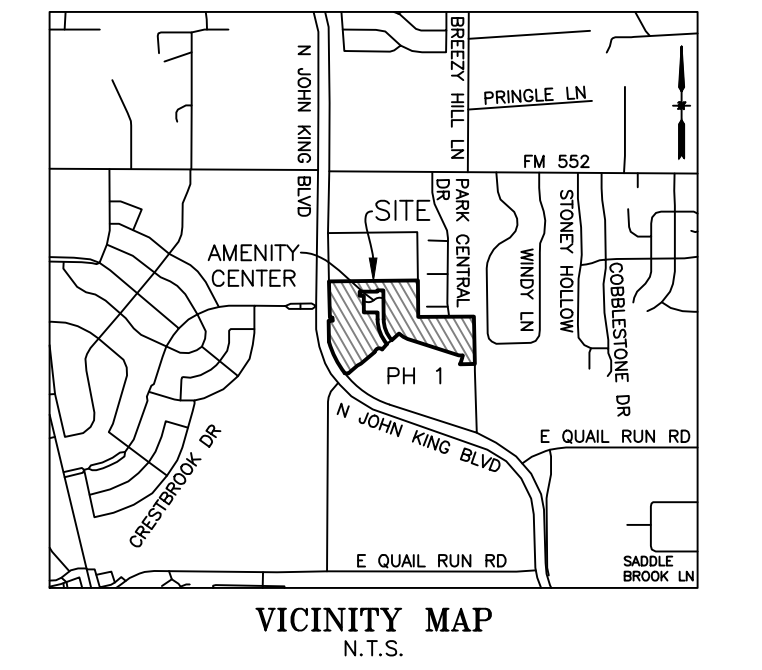 N JOHN KING BLVD
BREEZY HILL LN
PRINGLE LN
FM 552
SITE
PARK CENTRAL
DR
AMENITY
CENTER
WINDY LN
STONEY HOLLOW
COBBLESTONE DR
PH 1
N JOHN KING BLVD
E QUAIL RUN RD
CRESTBROOK DR
E QUAIL RUN RD
SADDLE
BROOK LN
VICINITY MAP
N.T.S.